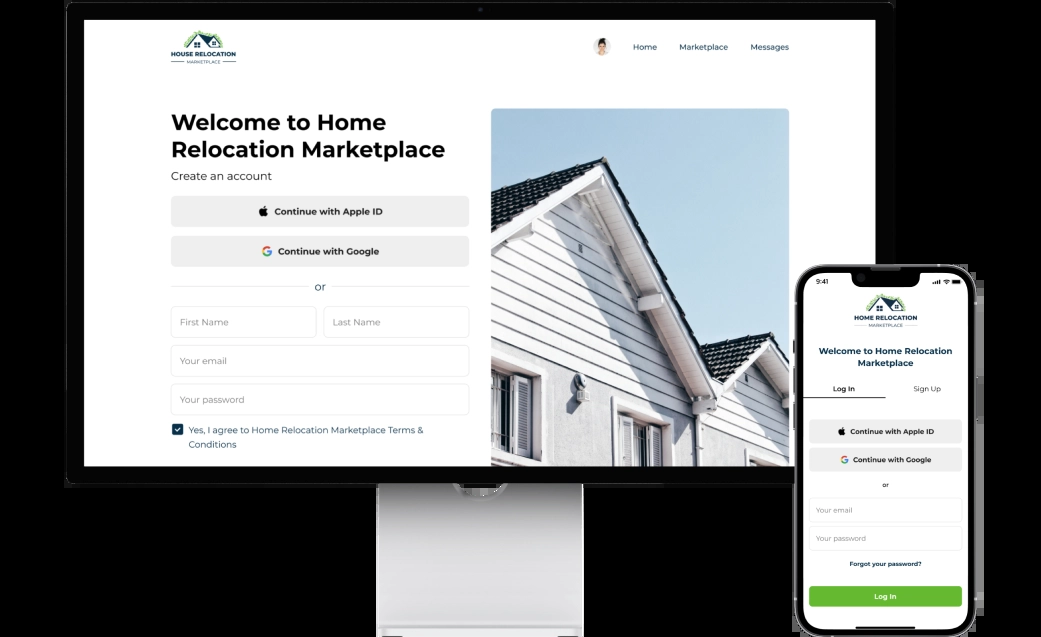 HOUSE RELOCATION
MARKETPLACE
Home
Marketplace
Messages
Welcome to Home
Relocation Marketplace
Create an account
Continue with Apple ID
Continue with Google
or
First Name
Last Name
Your email
Your password
Yes, I agree to Home Relocation Marketplace Terms &
Conditions
9:41
HOME RELOCATION
MARKETPLACE
Welcome to Home Relocation
Marketplace
Log In
Sign Up
Continue with Apple ID
Continue with Google
or
Your email
Your password
Forgot your password?
Log In